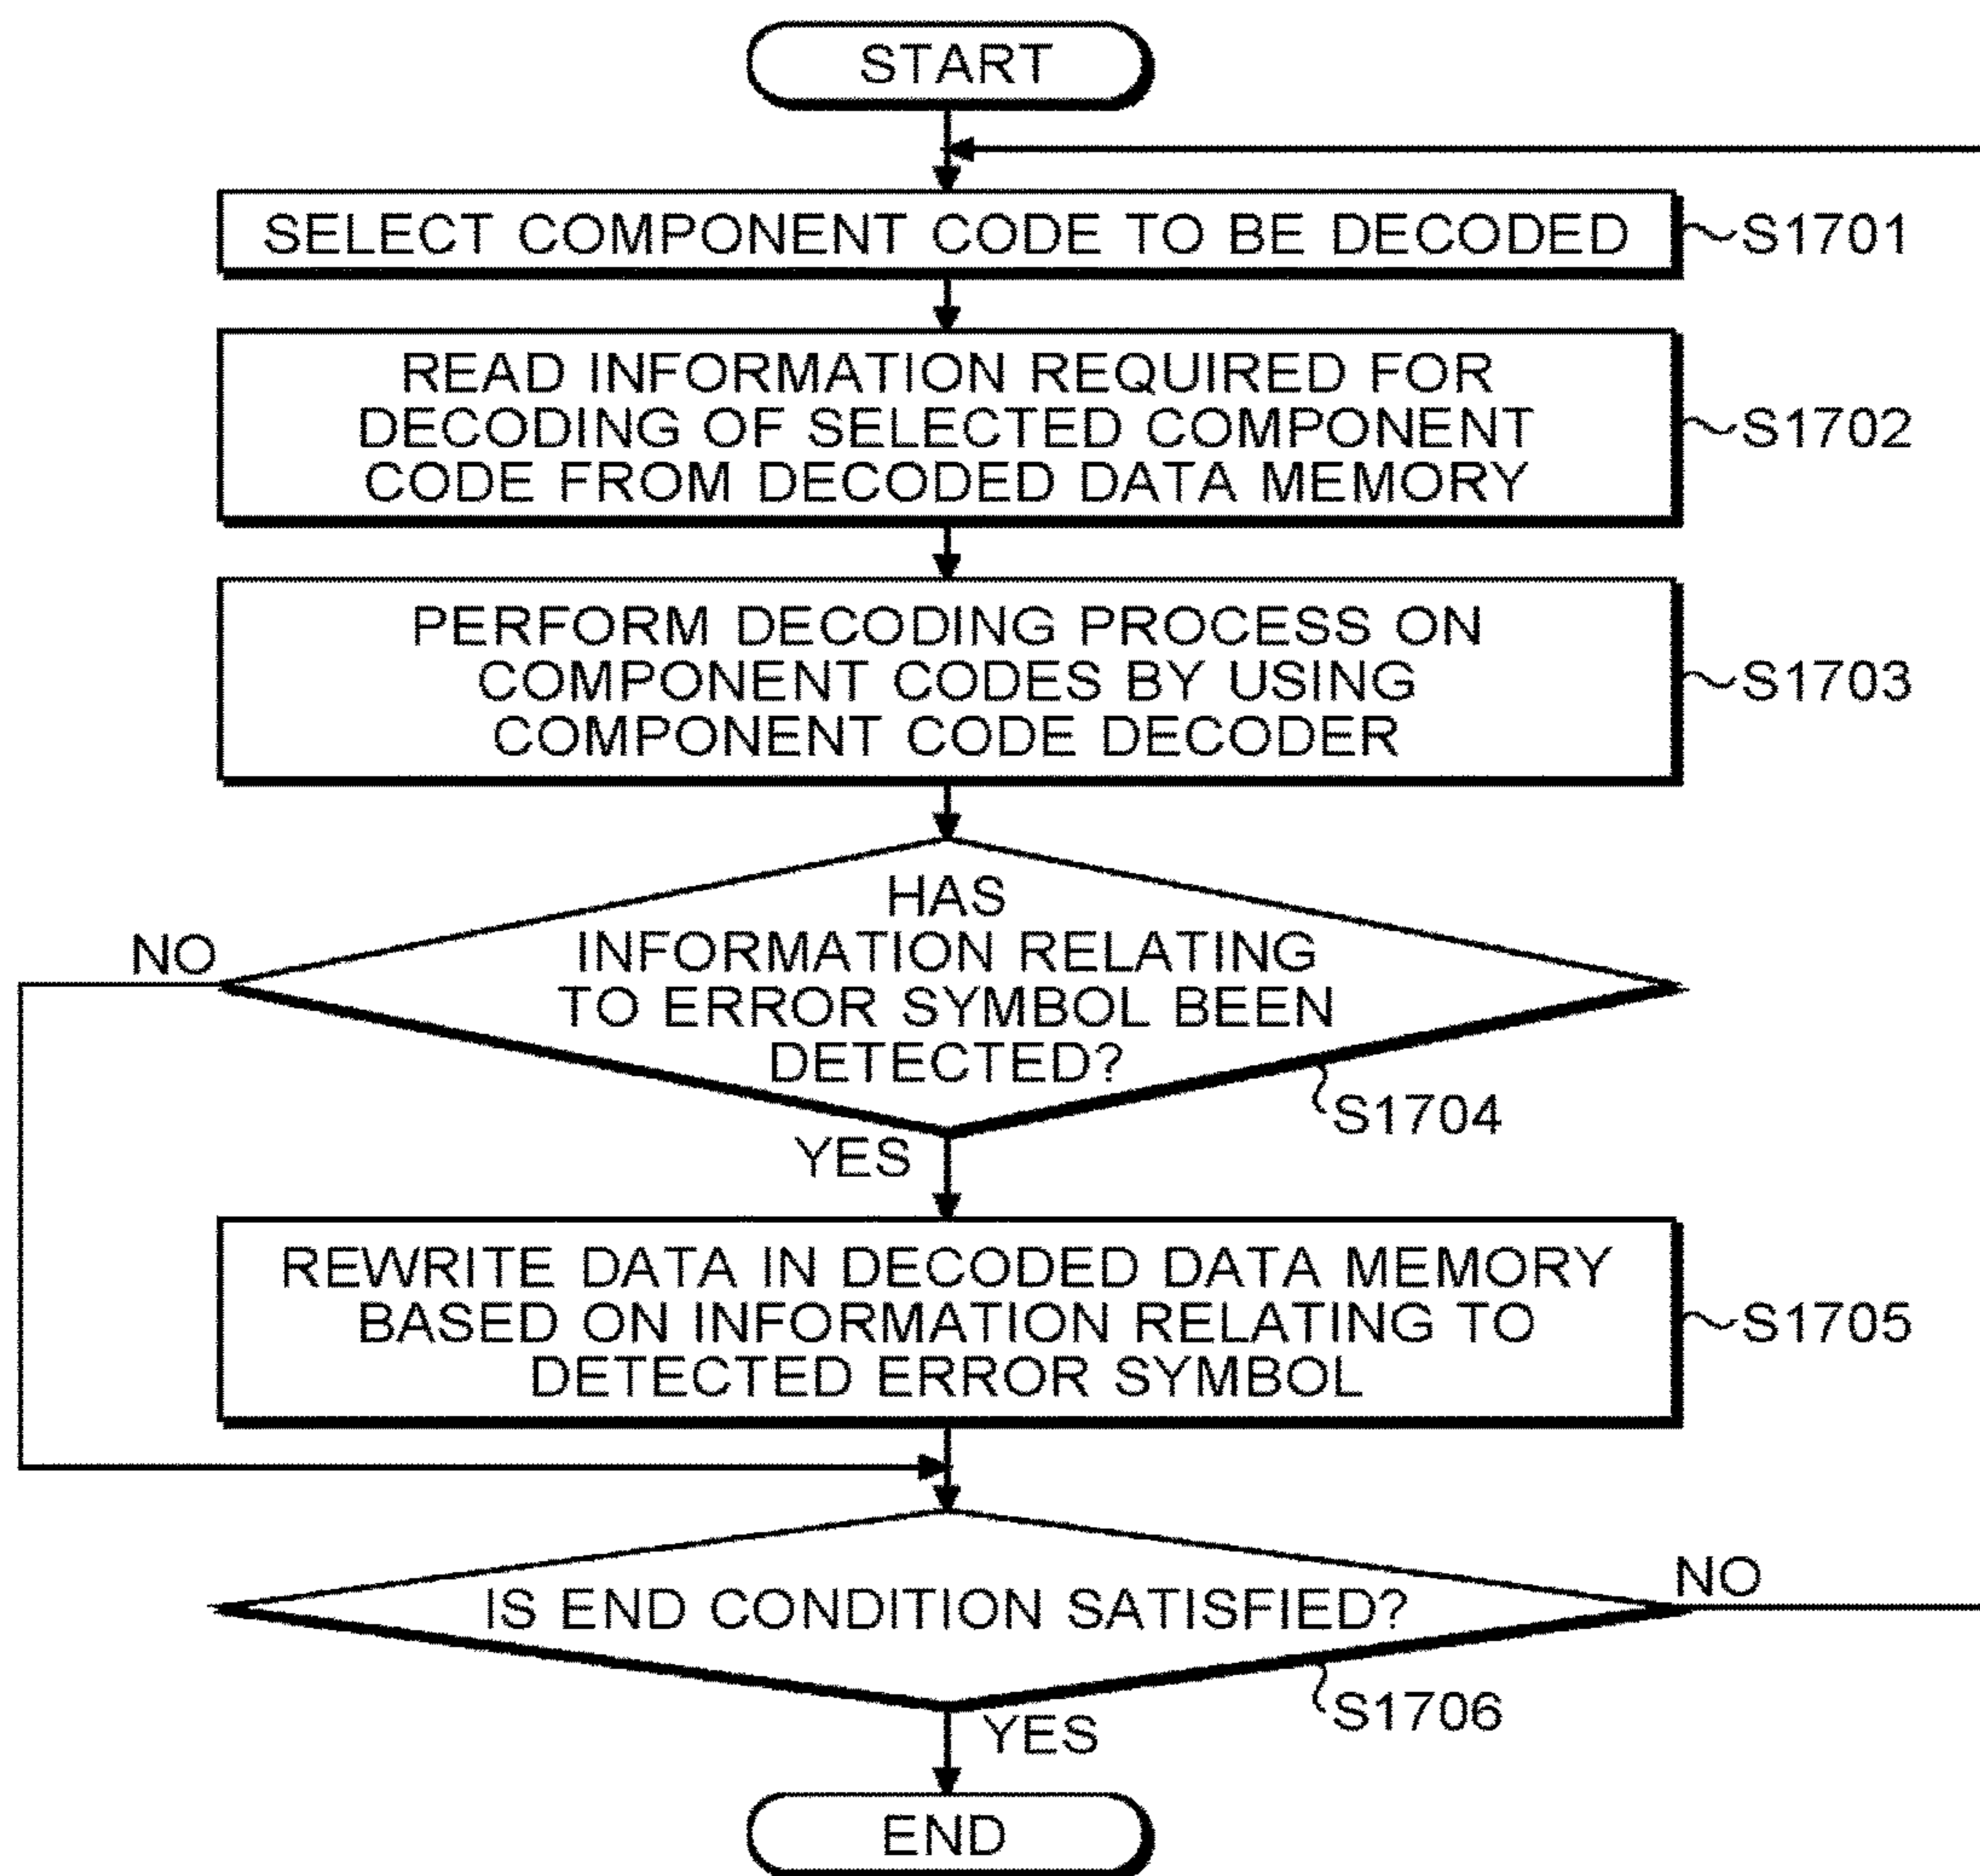 START
SELECT COMPONENT CODE TO BE DECODED
S1701
READ INFORMATION REQUIRED FOR
DECODING OF SELECTED COMPONENT
CODE FROM DECODED DATA MEMORY
S1702
PERFORM DECODING PROCESS ON
COMPONENT CODES BY USING
COMPONENT CODE DECODER
S1703
HAS
INFORMATION RELATING
TO ERROR SYMBOL BEEN
DETECTED?
NO
S1704
YES
REWRITE DATA IN DECODED DATA MEMORY
BASED ON INFORMATION RELATING TO
DETECTED ERROR SYMBOL
S1705
IS END CONDITION SATISFIED?
NO
S1706
YES
END